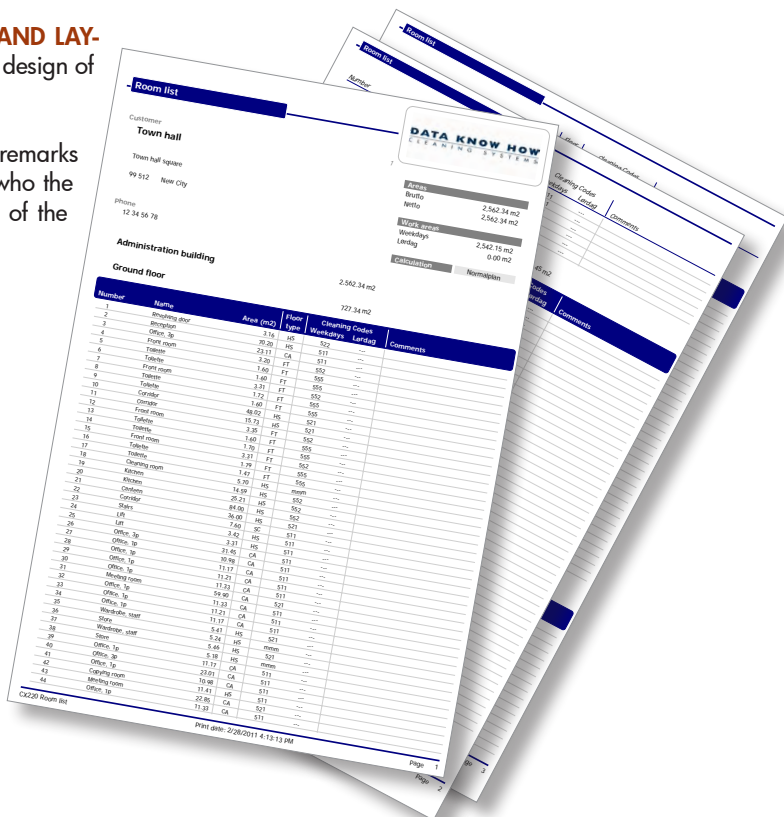 AND LAY-
design of
remarks
who the
of the
Room list
DATA KNOW HOW
CLEANING SYSTEMS
Customer
Town hall
Town hall square
99 512 New City
Phone
12 34 56 78
Areas
Brutto 2,562.34 m2
Netto 2,562.34 m2
Work areas
Weekdays 2,542.15 m2
Lørdag 0.00 m2
Calculation Normalplan
Administration building 2.562.34 m2
Ground floor 727.34 m2
Number Name Area (m2) Floor type Cleaning Codes Weekdays Lørdag Comments
1 Revolving door 3.16 HS 522 ---
2 Reception 70.20 HS 511 ---
3 Office, 3p 23.11 CA 511 ---
4 Front room 3.20 FT 552 ---
5 Toilette 1.60 FT 555 ---
6 Toilette 1.60 FT 555 ---
7 Front room 3.31 FT 552 ---
8 Toilette 1.72 FT 555 ---
9 Toilette 1.60 FT 555 ---
10 Corridor 48.02 HS 521 ---
11 Corridor 15.73 HS 521 ---
12 Front room 3.35 FT 552 ---
13 Toilette 1.60 FT 555 ---
14 Toilette 1.70 FT 555 ---
15 Front room 3.31 FT 552 ---
16 Toilette 1.79 FT 555 ---
17 Toilette 1.41 FT 555 ---
18 Cleaning room 5.70 HS mmm ---
19 Kitchen 14.59 HS 552 ---
20 Kitchen 25.21 HS 552 ---
21 Canteen 84.00 HS 552 ---
22 Corridor 36.00 HS 521 ---
23 Stairs 7.60 SC 511 ---
24 Lift 3.42 HS 511 ---
Lift 3.31 HS 511 ---
26 Office, 3p 31.45 CA 511 ---
27 Office, 1p 10.98 CA 511 ---
28 Office, 1p 11.17 CA 511 ---
29 Office, 1p 11.21 CA 511 ---
30 Office, 1p 11.33 CA 511 ---
31 Meeting room 59.90 CA 521 ---
32 Office, 1p 11.33 CA 511 ---
33 Office, 1p 11.21 CA 511 ---
34 Office, 1p 11.17 CA 511 ---
35 Wardrobe, staff 5.41 HS 521 ---
36 Store 5.24 HS mmm ---
37 Wardrobe, staff 5.46 HS 521 ---
38 Store 5.18 HS mmm ---
39 Office, 1p 11.17 CA 511 ---
40 Office, 3p 23.01 CA 511 ---
41 Office, 1p 10.98 CA 511 ---
42 Copying room 11.41 HS 511 ---
43 Meeting room 22.85 CA 521 ---
44 Office, 1p 11.33 CA 511 ---
CX220 Room list Print date: 2/28/2011 4:13:13 PM Page 1
Room list
Number
Cleaning Codes
Lørdag Comments
45 m2
Codes
Comments
Page 2
Room list
Cleaning Codes
Comments
3